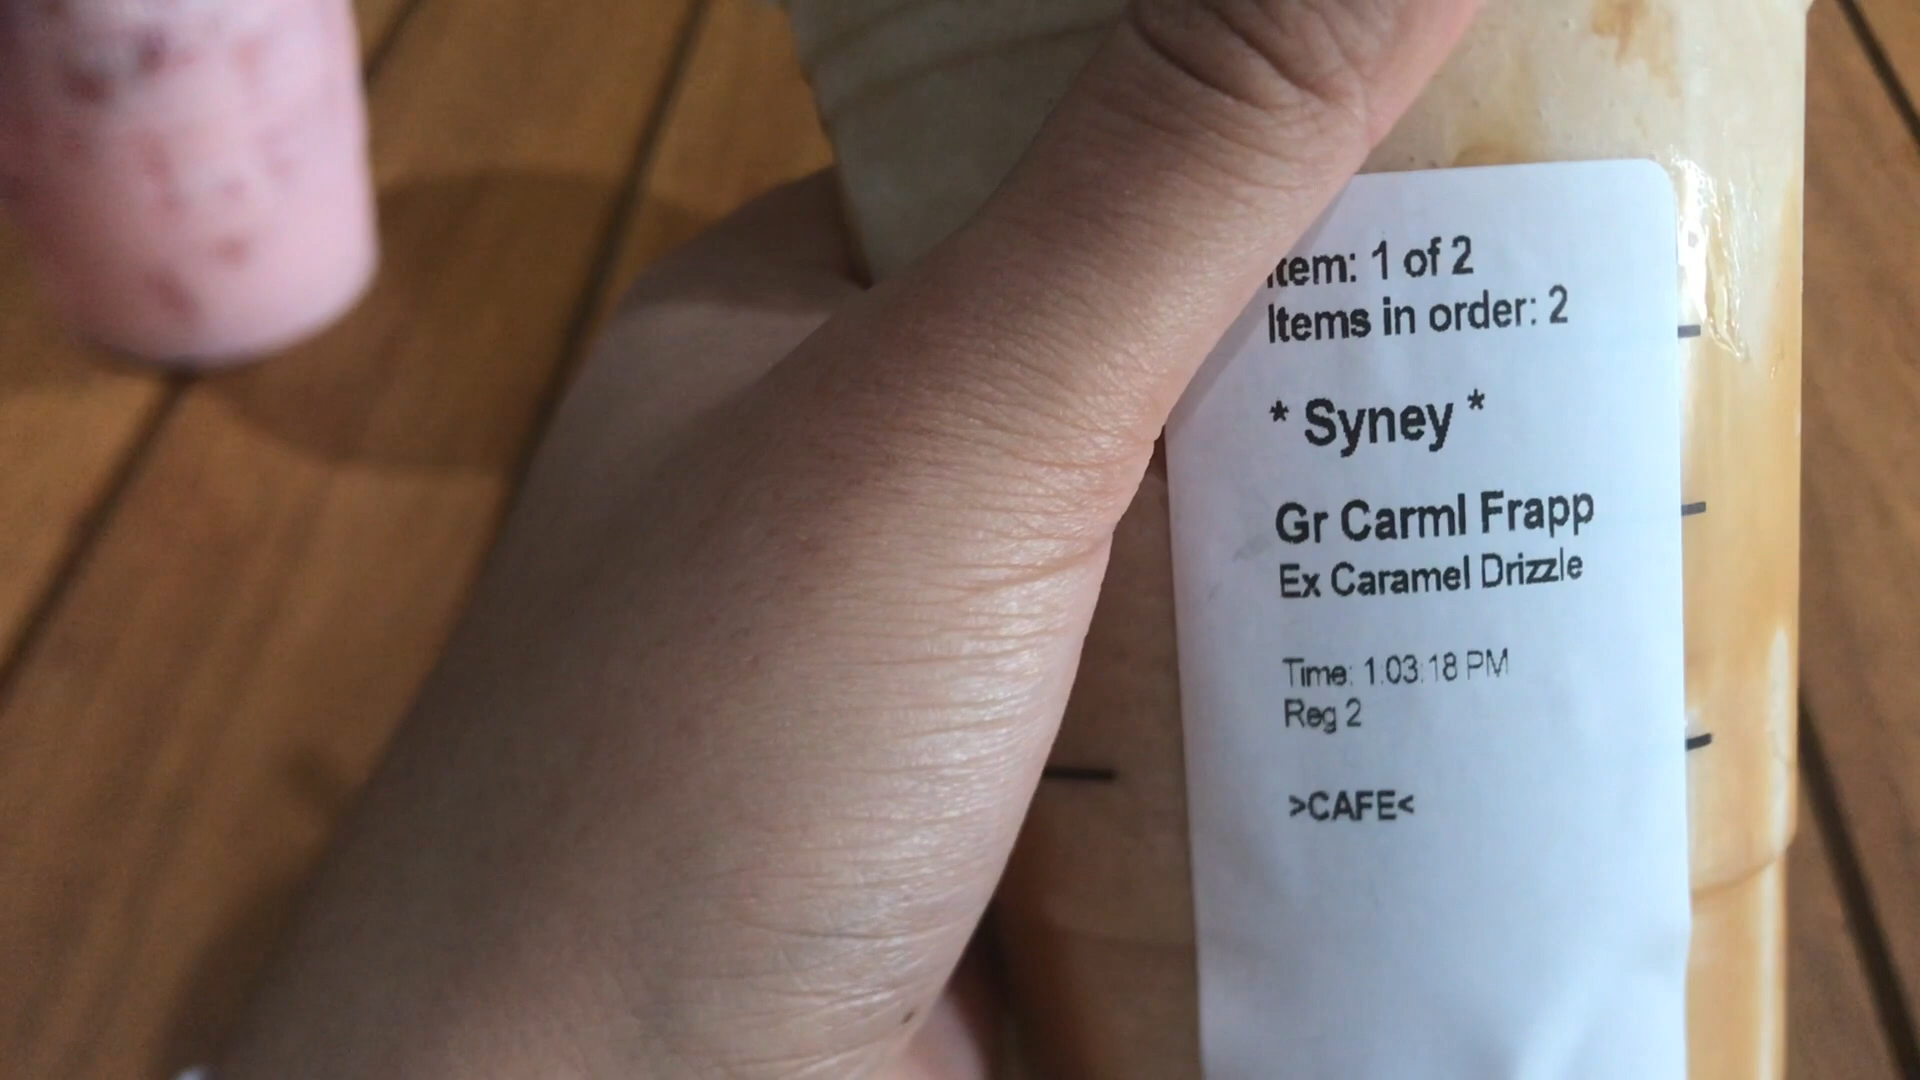 Item: 1 of 2
Items in order: 2
* Syney *
Gr Carml Frapp
Ex Caramel Drizzle
Time: 1:03:18 PM
Reg 2
>CAFE<